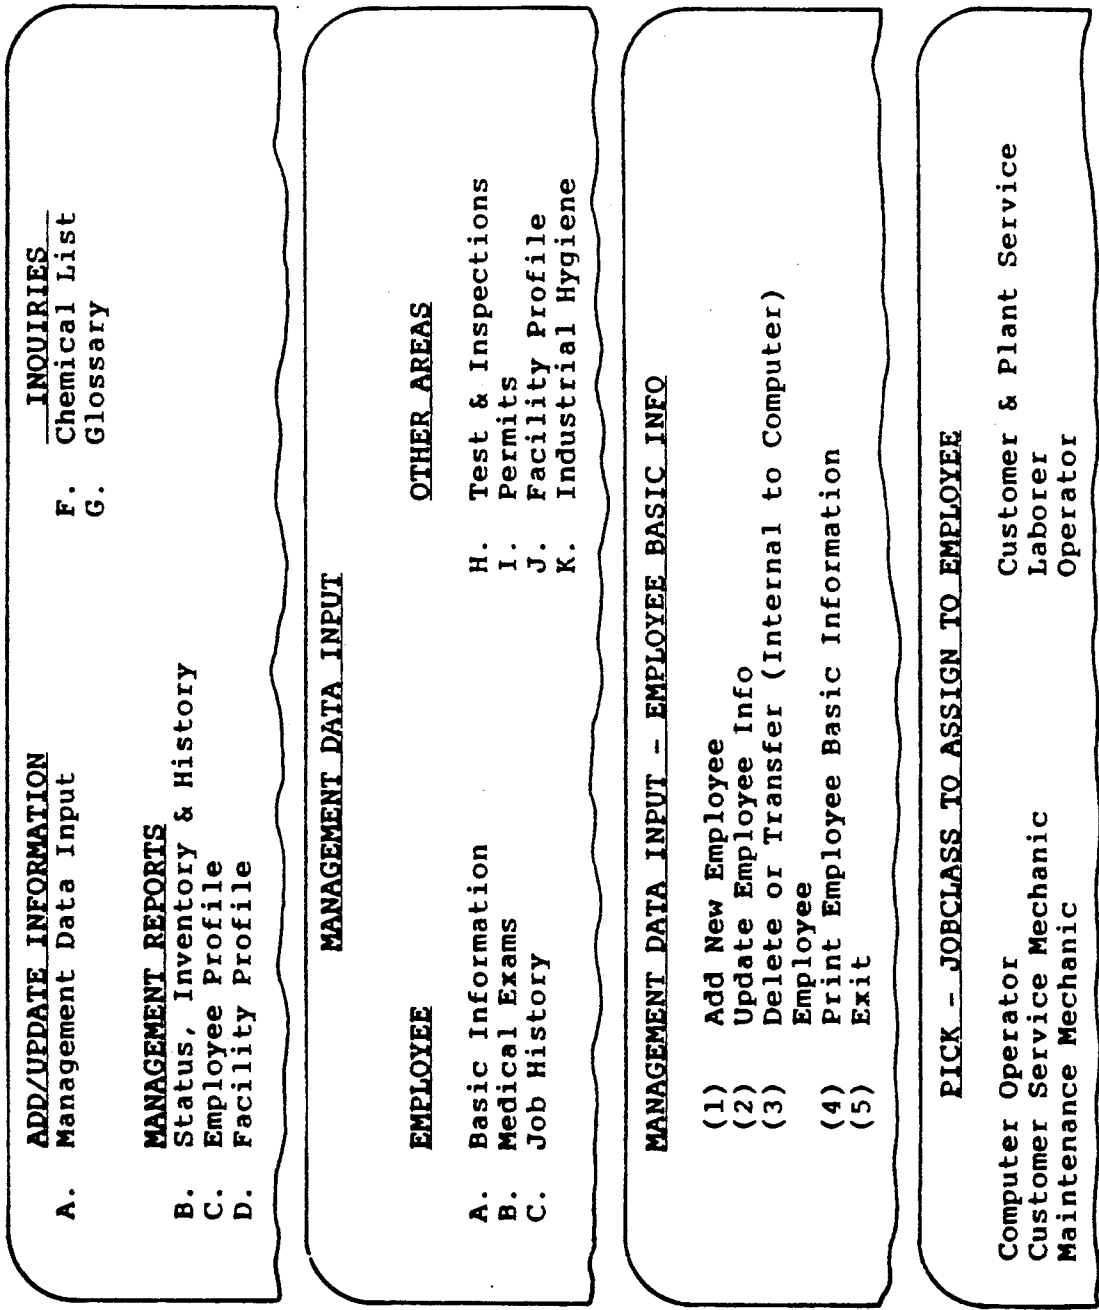 ADD/UPDATE INFORMATION    INQUIRIES
A. Management Data Input    F. Chemical List
G. Glossary
MANAGEMENT REPORTS
B. Status, Inventory & History
C. Employee Profile
D. Facility Profile
MANAGEMENT DATA INPUT
EMPLOYEE    OTHER AREAS
A. Basic Information    H. Test & Inspections
B. Medical Exams    I. Permits
C. Job History    J. Facility Profile
K. Industrial Hygiene
MANAGEMENT DATA INPUT - EMPLOYEE BASIC INFO
(1) Add New Employee
(2) Update Employee Info
(3) Delete or Transfer (Internal to Computer)
Employee
(4) Print Employee Basic Information
(5) Exit
PICK - JOBCLASS TO ASSIGN TO EMPLOYEE
Computer Operator    Customer & Plant Service
Customer Service Mechanic    Laborer
Maintenance Mechanic    Operator